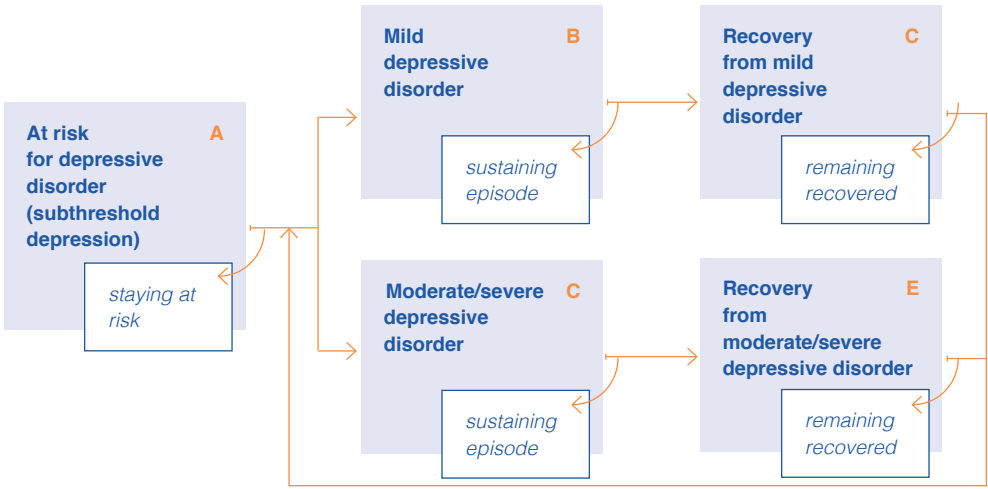 At risk A
for depressive
disorder
(subthreshold
depression)
staying at
risk
Mild B
depressive
disorder
sustaining
episode
Recovery C
from mild
depressive
disorder
remaining
recovered
Moderate/severe C
depressive
disorder
sustaining
episode
Recovery E
from
moderate/severe
depressive disorder
remaining
recovered